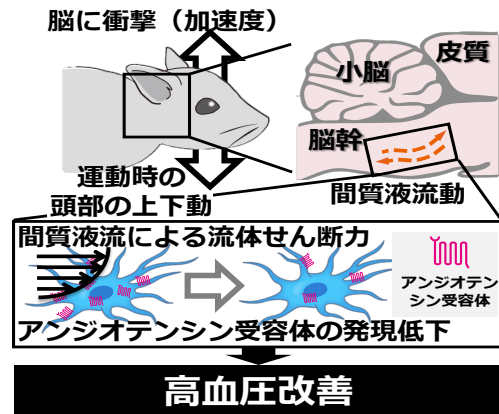 脳に衝撃（加速度）
皮質
小脳
脳幹
運動時の
頭部の上下動
間質液流動
間質液流による流体せん断力
アンジオテン
シン受容体
アンジオテンシン受容体の発現低下
高血圧改善